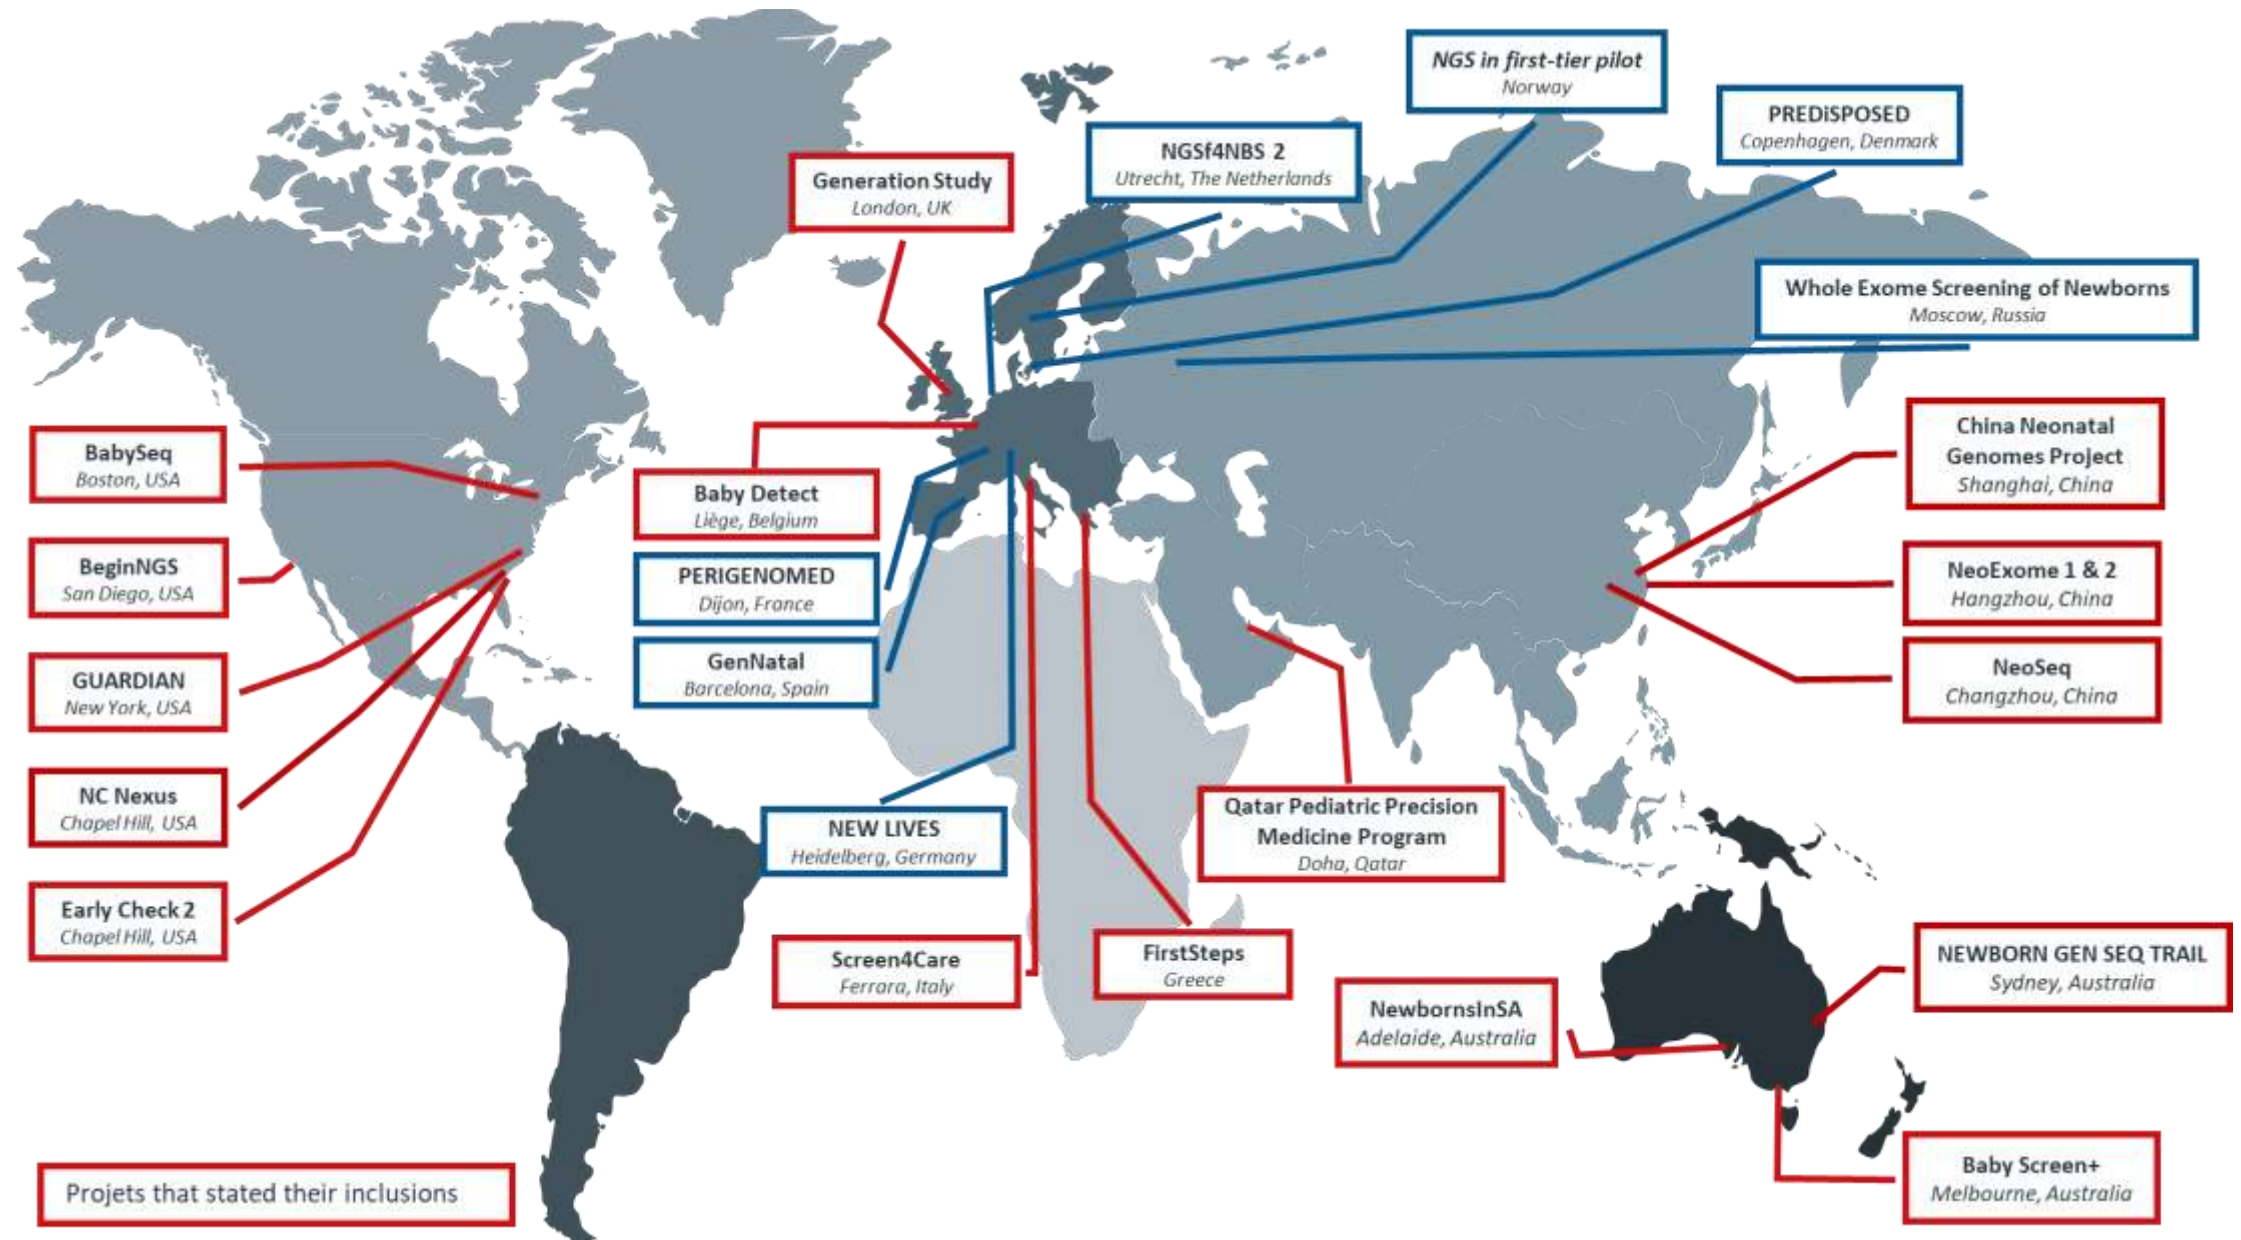 NGS in first-tier pilot
Norway
PREDiSPOSED
Copenhagen, Denmark
NGSf4NBS 2
Utrecht, The Netherlands
Generation Study
London, UK
Whole Exome Screening of Newborns
Moscow, Russia
BabySeq
Boston, USA
BeginNGS
San Diego, USA
GUARDIAN
New York, USA
NC Nexus
Chapel Hill, USA
Early Check 2
Chapel Hill, USA
Baby Detect
Liège, Belgium
PERIGENOMED
Dijon, France
GenNatal
Barcelona, Spain
NEW LIVES
Heidelberg, Germany
Screen4Care
Ferrara, Italy
FirstSteps
Greece
Qatar Pediatric Precision
Medicine Program
Doha, Qatar
China Neonatal
Genomes Project
Shanghai, China
NeoExome 1 & 2
Hangzhou, China
NeoSeq
Changzhou, China
NewbornsInSA
Adelaide, Australia
NEWBORN GEN SEQ TRAIL
Sydney, Australia
Baby Screen+
Melbourne, Australia
Projets that stated their inclusions